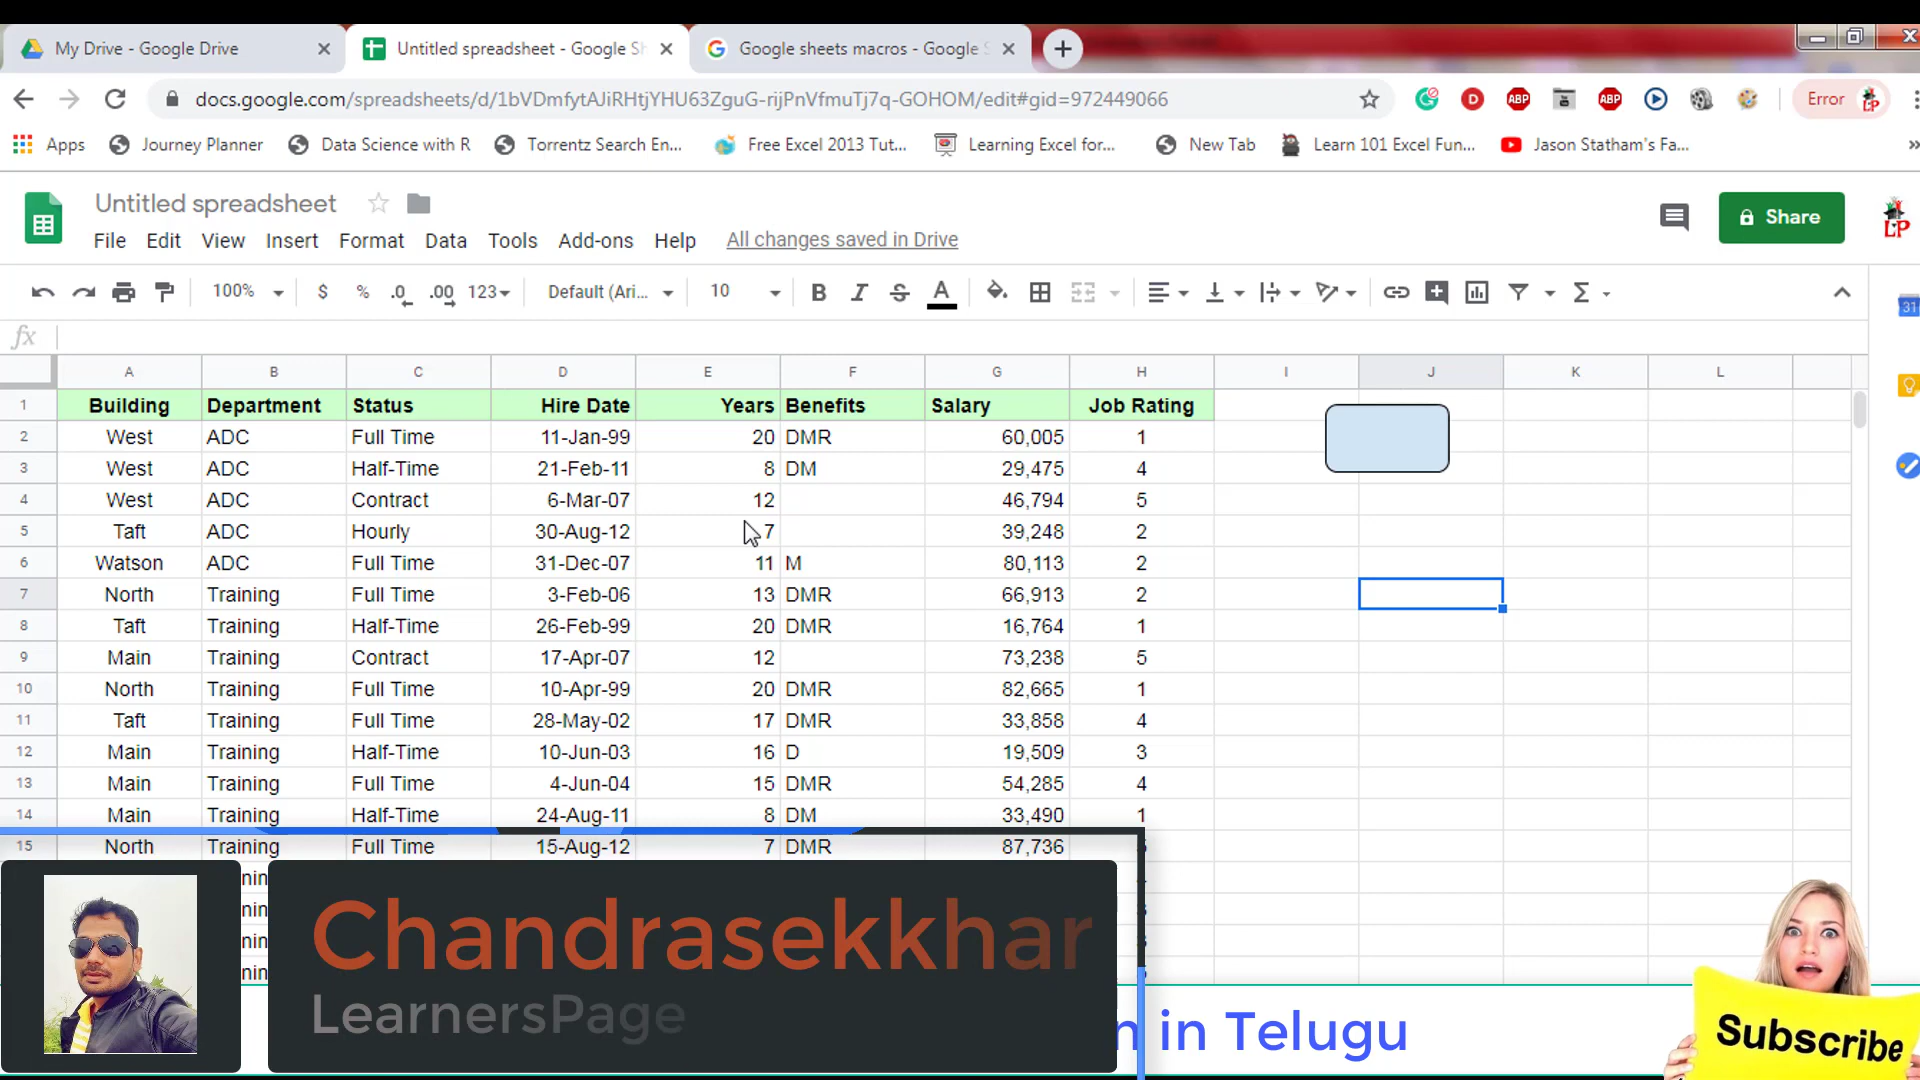 My Drive - Google Drive
Untitled spreadsheet - Google Sh
Google sheets macros - Google S
docs.google.com/spreadsheets/d/1bVDmfytAJiRHtjYHU63ZguG-rijPnVfmuTj7q-GOHOM/edit#gid=972449066
D ABP ABP Error
Apps Journey Planner Data Science with R Torrentz Search En... Free Excel 2013 Tut... Learning Excel for... New Tab Learn 101 Excel Fun... Jason Statham's Fa...
Untitled spreadsheet
Share
LP
File Edit View Insert Format Data Tools Add-ons Help All changes saved in Drive
100% $ % .0 .00 123 Default (Ari... 10 B I S A Σ
31
fx
A B C D E F G H I J K L
1 Building Department Status Hire Date Years Benefits Salary Job Rating
2 West ADC Full Time 11-Jan-99 20 DMR 60,005 1
3 West ADC Half-Time 21-Feb-11 8 DM 29,475 4
4 West ADC Contract 6-Mar-07 12 46,794 5
5 Taft ADC Hourly 30-Aug-12 7 39,248 2
6 Watson ADC Full Time 31-Dec-07 11 M 80,113 2
7 North Training Full Time 3-Feb-06 13 DMR 66,913 2
8 Taft Training Half-Time 26-Feb-99 20 DMR 16,764 1
9 Main Training Contract 17-Apr-07 12 73,238 5
10 North Training Full Time 10-Apr-99 20 DMR 82,665 1
11 Taft Training Full Time 28-May-02 17 DMR 33,858 4
12 Main Training Half-Time 10-Jun-03 16 D 19,509 3
13 Main Training Full Time 4-Jun-04 15 DMR 54,285 4
14 Main Training Half-Time 24-Aug-11 8 DM 33,490 1
15 North Training Full Time 15-Aug-12 7 DMR 87,736
Chandrasekkhar
LearnersPage
in Telugu
Subscribe